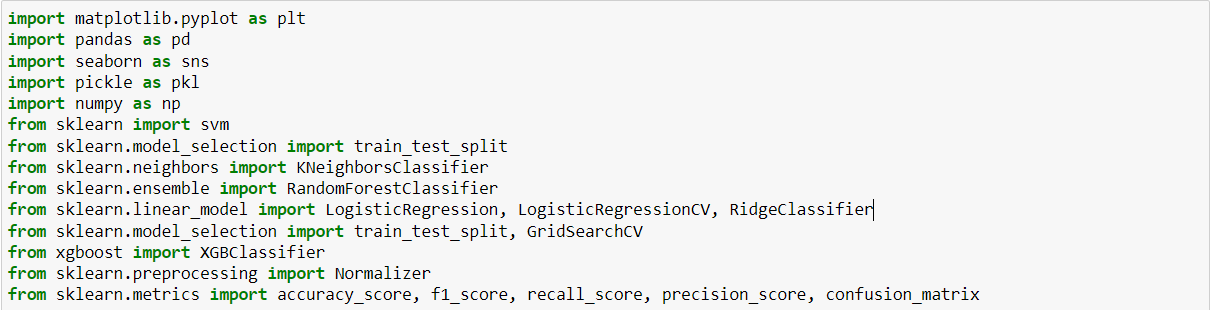 import matplotlib.pyplot as plt
import pandas as pd
import seaborn as sns
import pickle as pkl
import numpy as np
from sklearn import svm
from sklearn.model_selection import train_test_split
from sklearn.neighbors import KNeighborsClassifier
from sklearn.ensemble import RandomForestClassifier
from sklearn.linear_model import LogisticRegression, LogisticRegressionCV, RidgeClassifier
from sklearn.model_selection import train_test_split, GridSearchCV
from xgboost import XGBClassifier
from sklearn.preprocessing import Normalizer
from sklearn.metrics import accuracy_score, f1_score, recall_score, precision_score, confusion_matrix